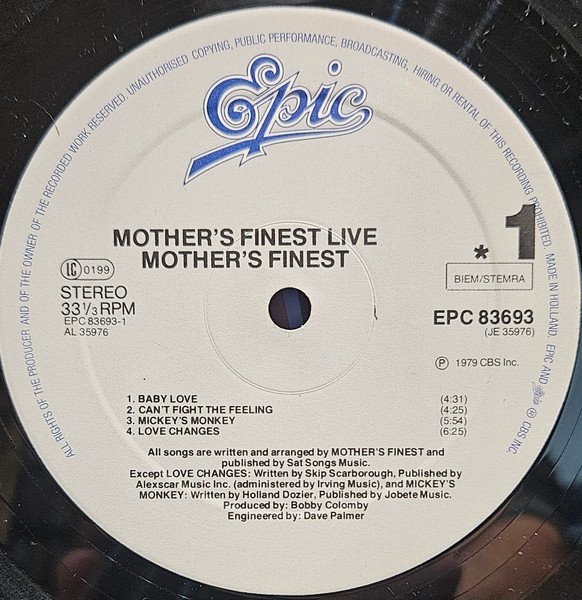 ALL RIGHTS OF THE PRODUCER AND OF THE OWNER OF THE RECORDED WORK RESERVED. UNAUTHORISED COPYING, PUBLIC PERFORMANCE, BROADCASTING, HIRING OR RENTAL OF THIS RECORDING PROHIBITED. MADE IN HOLLAND. EPIC AND epic ® CBS INC
Epic
MOTHER'S FINEST LIVE
MOTHER'S FINEST
* 1
LC 0199
BIEM/STEMRA
STEREO
33 1/3 RPM
EPC 83693-1
AL 35976
EPC 83693
(JE 35976)
Ⓟ 1979 CBS Inc.
1. BABY LOVE (4:31)
2. CAN'T FIGHT THE FEELING (4:25)
3. MICKEY'S MONKEY (5:54)
4. LOVE CHANGES (6:25)
All songs are written and arranged by MOTHER'S FINEST and
published by Sat Songs Music.
Except LOVE CHANGES: Written by Skip Scarborough, Published by
Alexscar Music Inc. (administered by Irving Music), and MICKEY'S
MONKEY: Written by Holland Dozier, Published by Jobete Music.
Produced by: Bobby Colomby
Engineered by: Dave Palmer